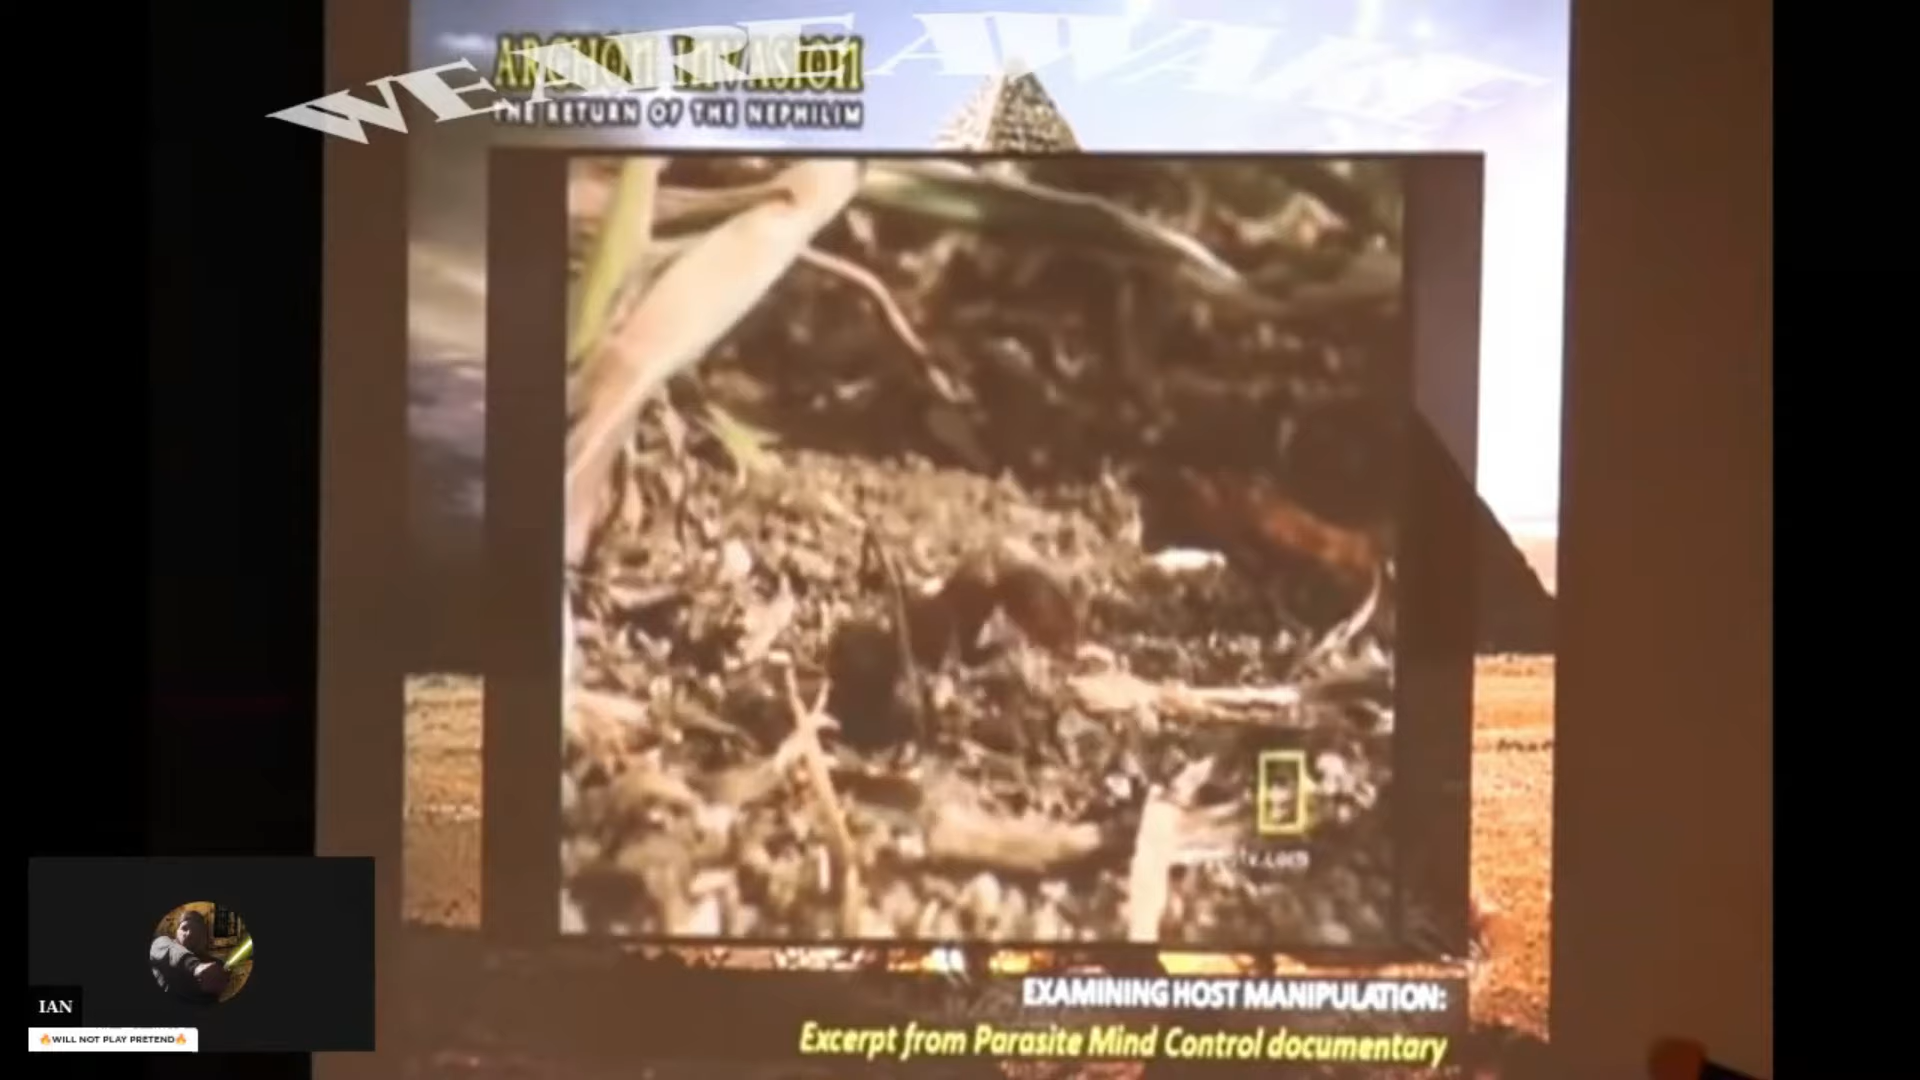 WE ARE AWAKE
ARCHON INVASION
THE RETURN OF THE NEPHILIM
EXAMINING HOST MANIPULATION:
Excerpt from Parasite Mind Control documentary
IAN
🔥WILL NOT PLAY PRETEND🔥